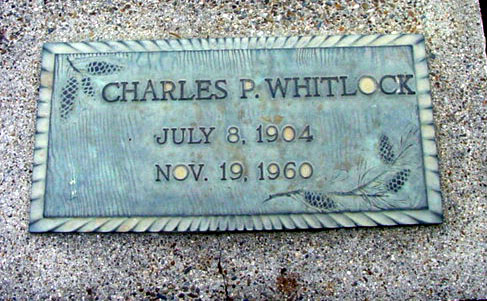 CHARLES P. WHITLOCK
JULY 8, 1904
NOV. 19, 1960